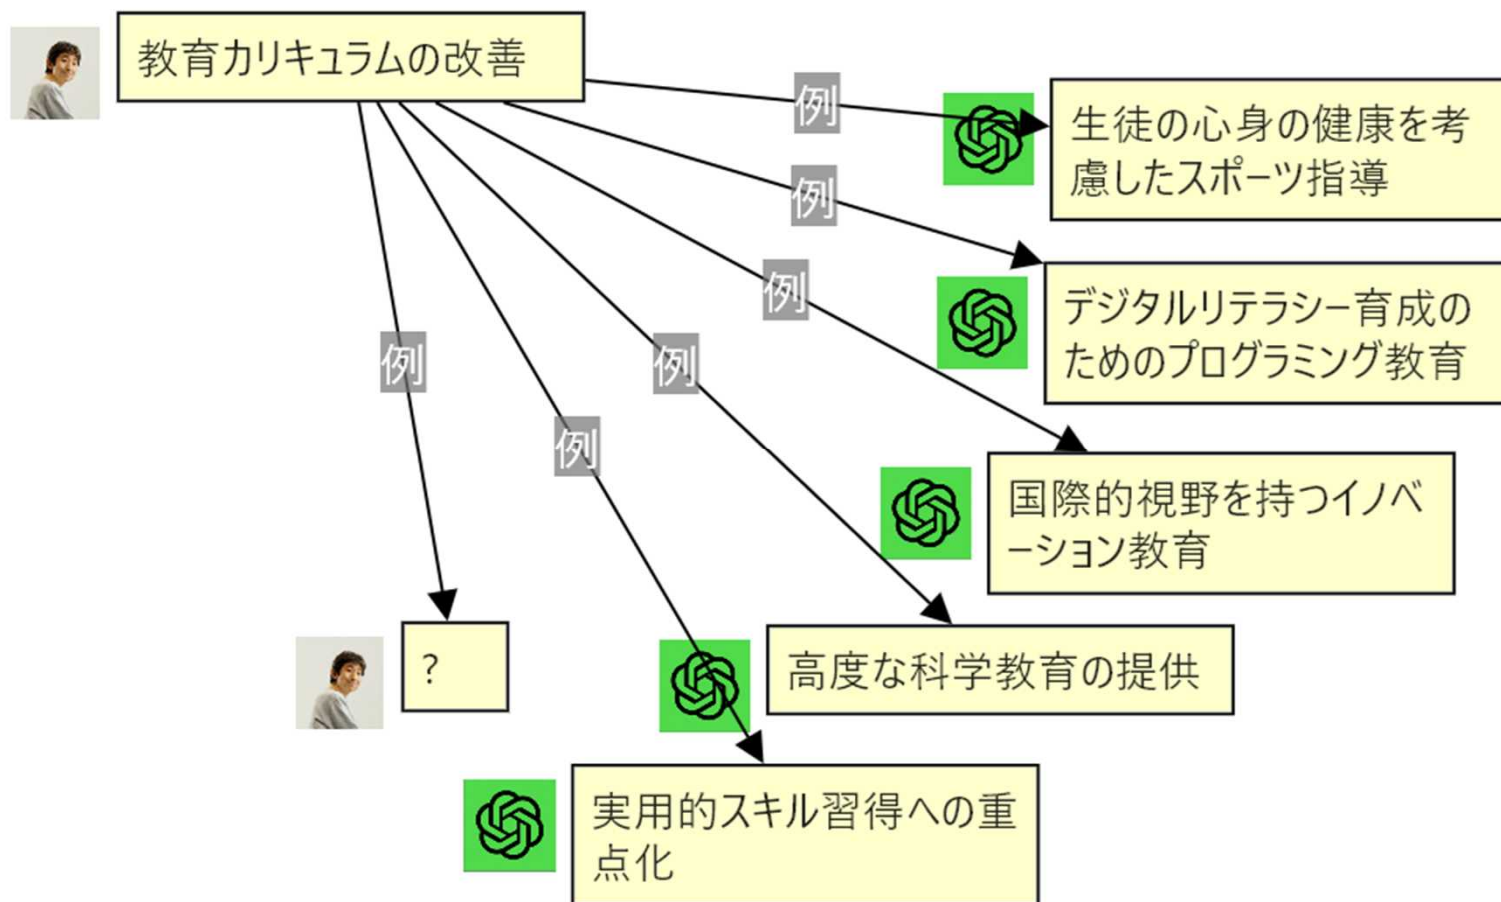 教育カリキュラムの改善
例
生徒の心身の健康を考
慮したスポーツ指導
例
例
デジタルリテラシー育成の
ためのプログラミング教育
例
例
例
国際的視野を持つイノベ
ーション教育
?
高度な科学教育の提供
実用的スキル習得への重
点化